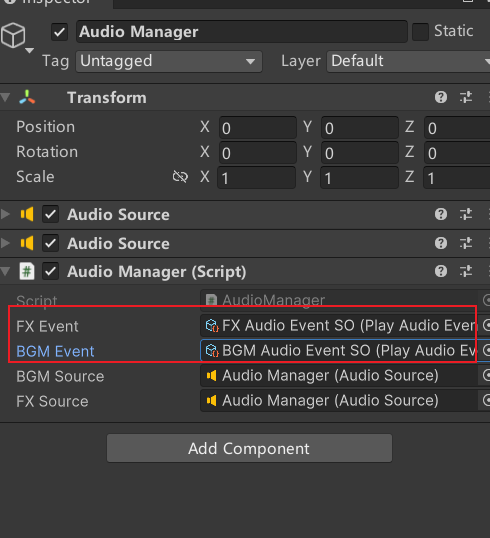 Inspector
Audio Manager
Static
Tag Untagged Layer Default
Transform
Position X 0 Y 0 Z 0
Rotation X 0 Y 0 Z 0
Scale X 1 Y 1 Z 1
Audio Source
Audio Source
# Audio Manager (Script)
Script # AudioManager
FX Event FX Audio Event SO (Play Audio Even
BGM Event BGM Audio Event SO (Play Audio Ev
BGM Source Audio Manager (Audio Source)
FX Source Audio Manager (Audio Source)
Add Component